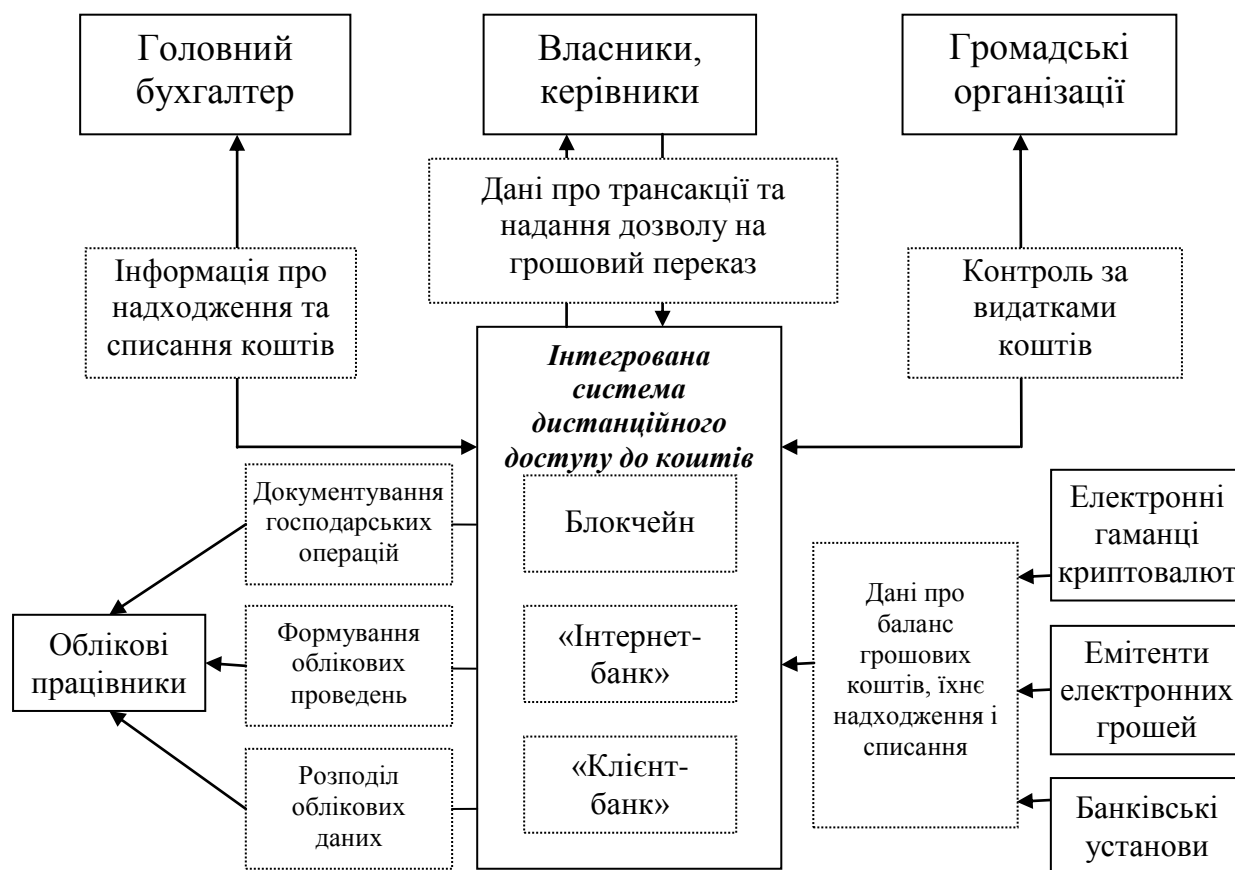 Головний
бухгалтер
Власники,
керівники
Громадські
організації
Дані про трансакції та
надання дозволу на
грошовий переказ
Інформація про
надходження та
списання коштів
Контроль за
видатками
коштів
Інтегрована
система
дистанційного
доступу до коштів
Документування
господарських
операцій
Блокчейн
Електронні
гаманці
криптовалют
Дані про
баланс
грошових
коштів, їхнє
надходження і
списання
Облікові
працівники
Формування
облікових
проведень
«Інтернет-
банк»
Емітенти
електронних
грошей
Розподіл
облікових
даних
«Клієнт-
банк»
Банківські
установи